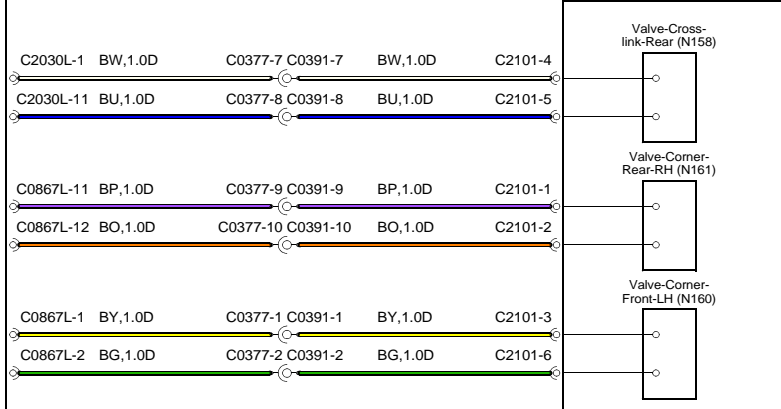 Valve-Cross-
link-Rear (N158)
C2030L-1 BW,1.0D C0377-7 C0391-7 BW,1.0D C2101-4
C2030L-11 BU,1.0D C0377-8 C0391-8 BU,1.0D C2101-5
Valve-Corner-
Rear-RH (N161)
C0867L-11 BP,1.0D C0377-9 C0391-9 BP,1.0D C2101-1
C0867L-12 BO,1.0D C0377-10 C0391-10 BO,1.0D C2101-2
Valve-Corner-
Front-LH (N160)
C0867L-1 BY,1.0D C0377-1 C0391-1 BY,1.0D C2101-3
C0867L-2 BG,1.0D C0377-2 C0391-2 BG,1.0D C2101-6